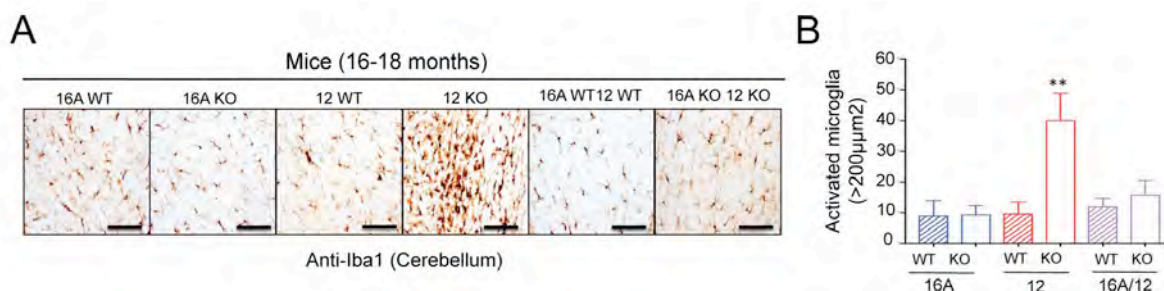 A
Mice (16-18 months)
16A WT 16A KO 12 WT 12 KO 16A WT12 WT 16A KO 12 KO
Anti-Iba1 (Cerebellum)
B
Activated microglia
(>200µµm2)
60
50
40
30
20
10
0
**
WT KO WT KO WT KO
16A 12 16A/12